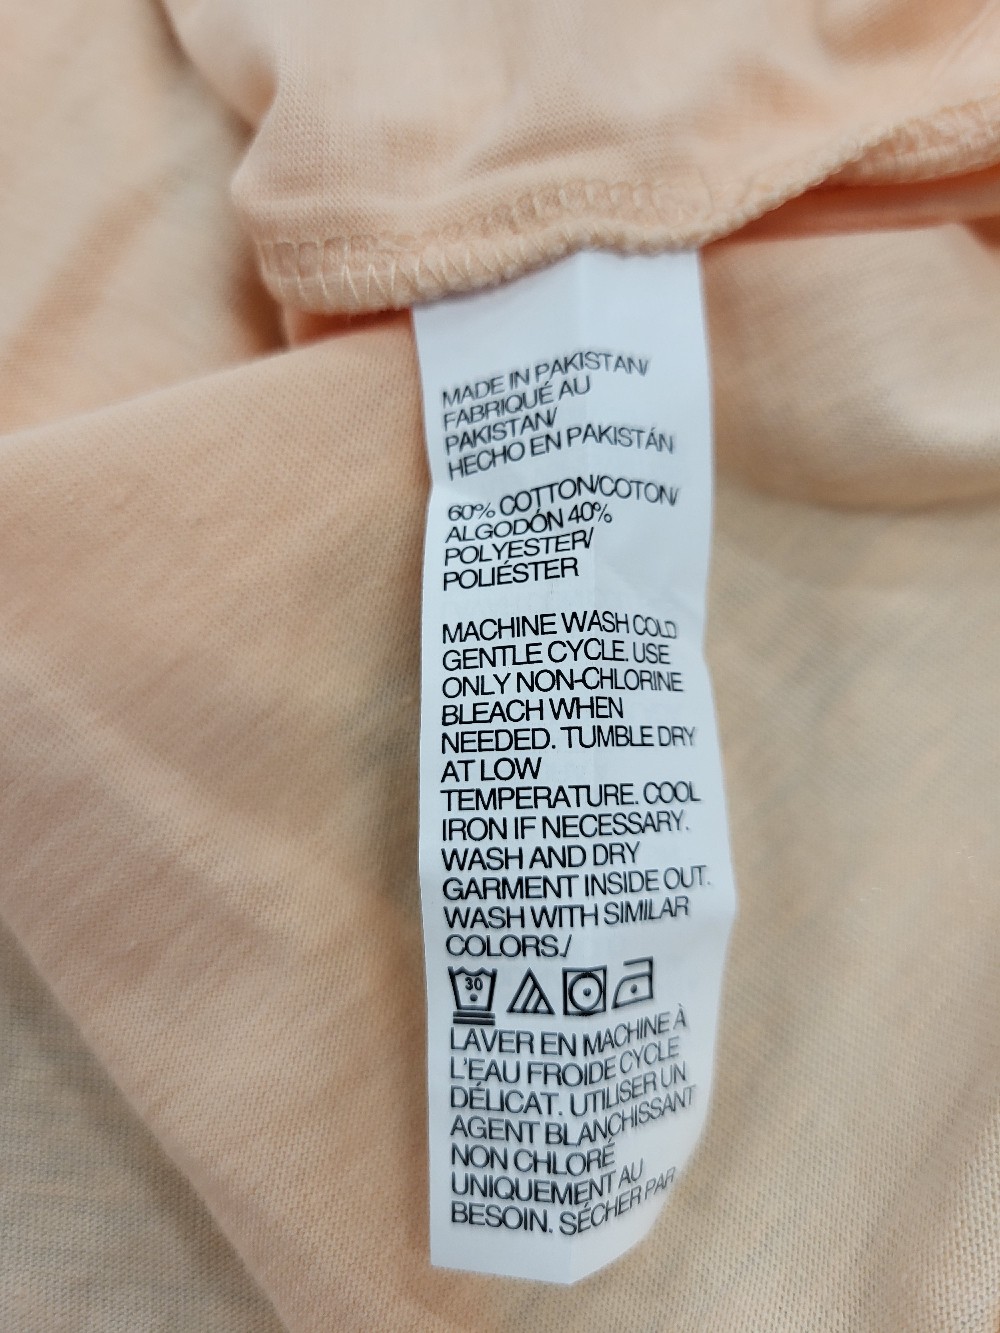 MADE IN PAKISTAN/
FABRIQUÉ AU
PAKISTAN/
HECHO EN PAKISTÁN
60% COTTON/COTON/
ALGODÓN 40%
POLYESTER/
POLIÉSTER
MACHINE WASH COLD
GENTLE CYCLE. USE
ONLY NON-CHLORINE
BLEACH WHEN
NEEDED. TUMBLE DRY
AT LOW
TEMPERATURE. COOL
IRON IF NECESSARY.
WASH AND DRY
GARMENT INSIDE OUT.
WASH WITH SIMILAR
COLORS./
30
LAVER EN MACHINE À
L'EAU FROIDE CYCLE
DÉLICAT. UTILISER UN
AGENT BLANCHISSANT
NON CHLORÉ
UNIQUEMENT AU
BESOIN. SÉCHER PAR